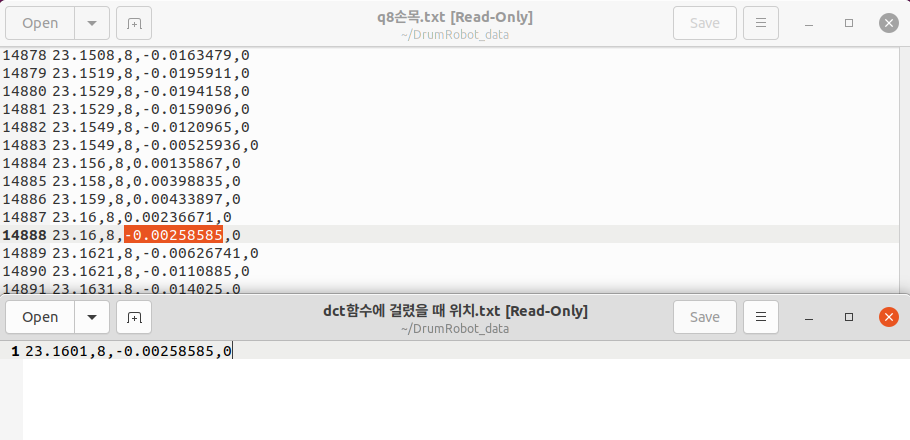 Open
q8손목.txt [Read-Only]
~/DrumRobot_data
Save
14878 23.1508,8,-0.0163479,0
14879 23.1519,8,-0.0195911,0
14880 23.1529,8,-0.0194158,0
14881 23.1529,8,-0.0159096,0
14882 23.1549,8,-0.0120965,0
14883 23.1549,8,-0.00525936,0
14884 23.156,8,0.00135867,0
14885 23.158,8,0.00398835,0
14886 23.159,8,0.00433897,0
14887 23.16,8,0.00236671,0
14888 23.16,8,-0.00258585,0
14889 23.1621,8,-0.00626741,0
14890 23.1621,8,-0.0110885,0
14891 23.1631,8,-0.014025,0
Open
dct함수에 걸렸을 때 위치.txt [Read-Only]
~/DrumRobot_data
Save
1 23.1601,8,-0.00258585,0